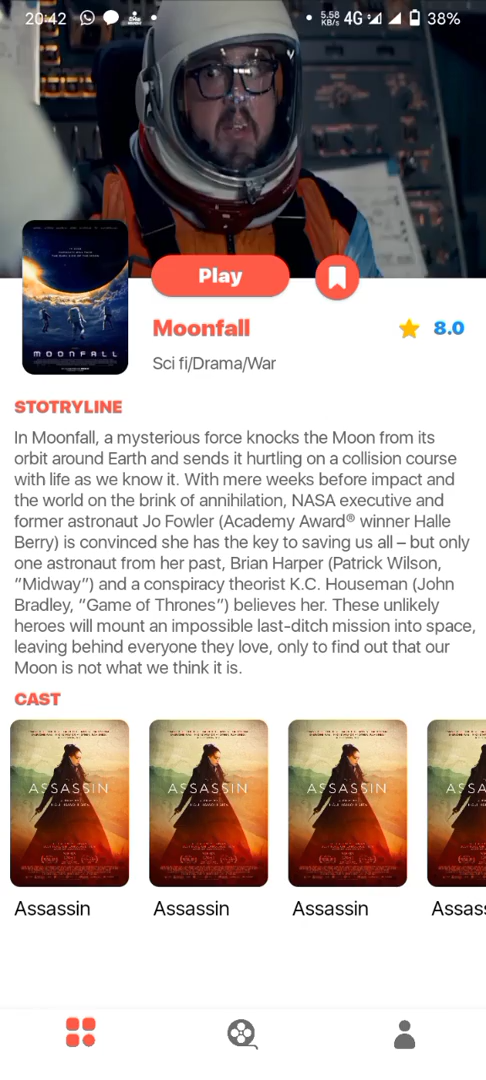 20:42
5.58
KB/s
4G
38%
Play
MOONFALL
Moonfall
8.0
Sci fi/Drama/War
STOTRYLINE
In Moonfall, a mysterious force knocks the Moon from its
orbit around Earth and sends it hurtling on a collision course
with life as we know it. With mere weeks before impact and
the world on the brink of annihilation, NASA executive and
former astronaut Jo Fowler (Academy Award® winner Halle
Berry) is convinced she has the key to saving us all – but only
one astronaut from her past, Brian Harper (Patrick Wilson,
“Midway”) and a conspiracy theorist K.C. Houseman (John
Bradley, “Game of Thrones”) believes her. These unlikely
heroes will mount an impossible last-ditch mission into space,
leaving behind everyone they love, only to find out that our
Moon is not what we think it is.
CAST
ASSASSIN
ASSASSIN
ASSASSIN
ASSA
Assassin
Assassin
Assassin
Assass